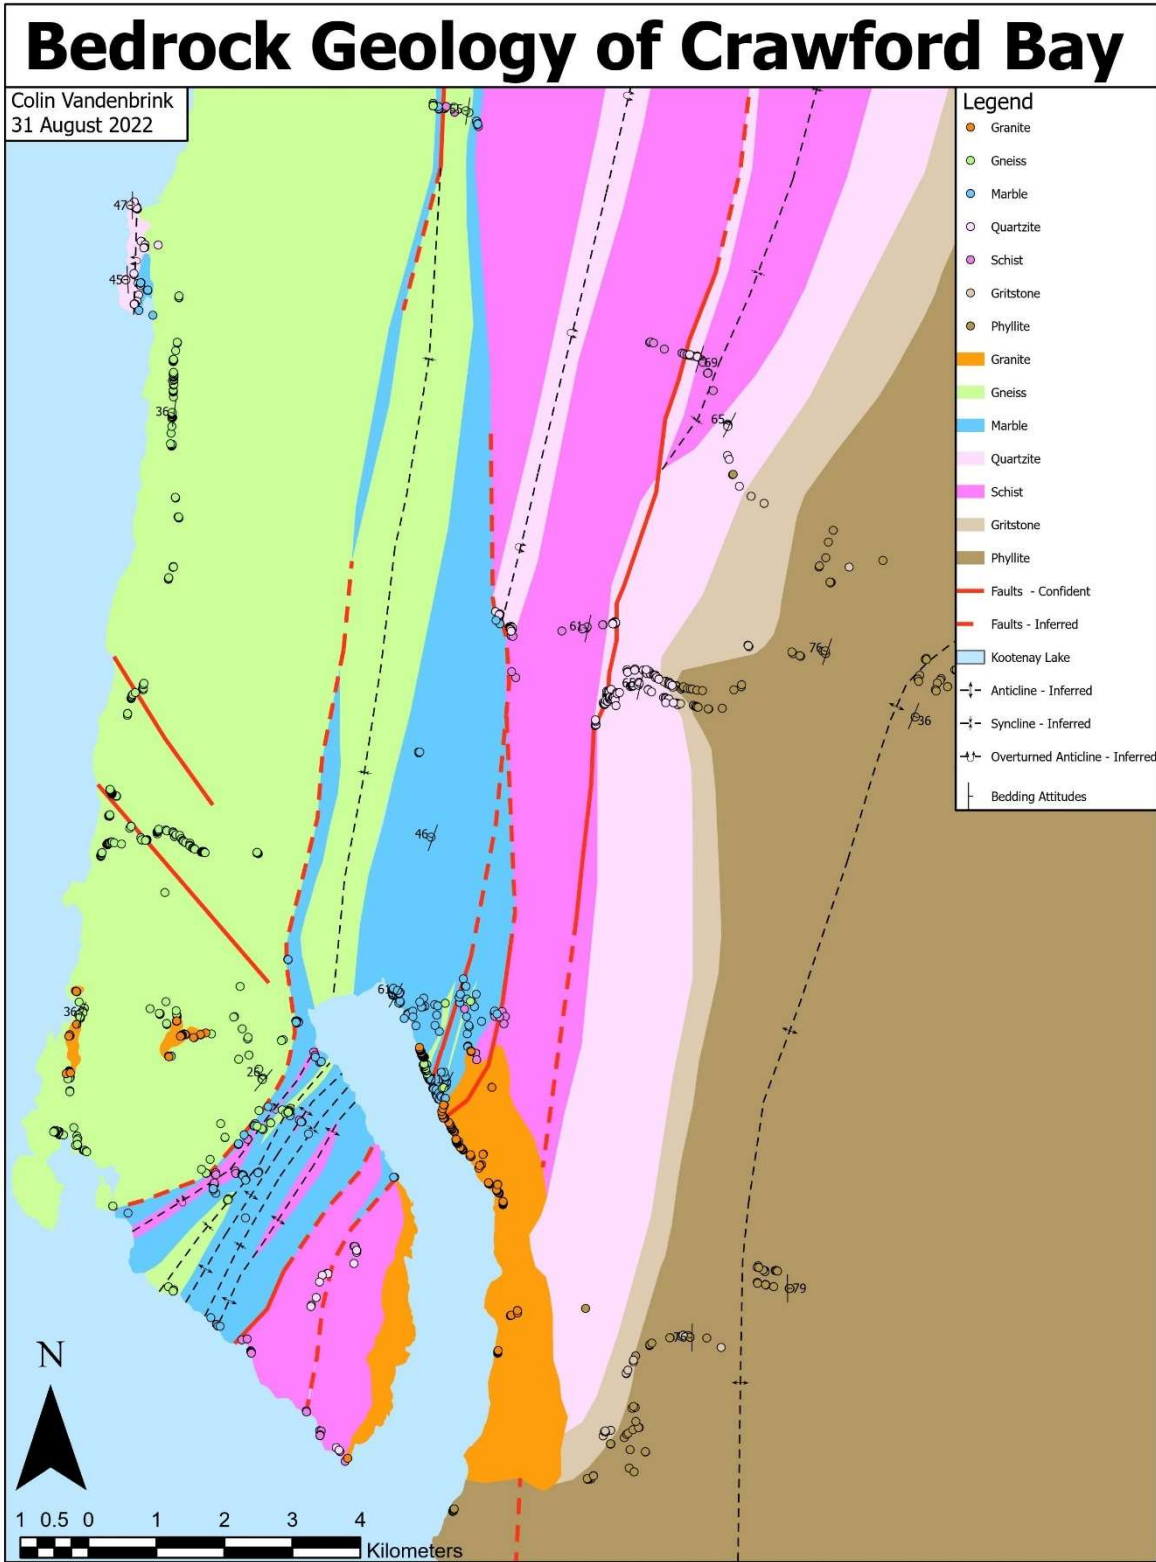 Bedrock Geology of Crawford Bay
Colin Vandenbrink
31 August 2022
Legend
Granite
Gneiss
Marble
Quartzite
Schist
Gritstone
Phyllite
Granite
Gneiss
Marble
Quartzite
Schist
Gritstone
Phyllite
Faults - Confident
Faults - Inferred
Kootenay Lake
Anticline - Inferred
Syncline - Inferred
Overturned Anticline - Inferred
Bedding Attitudes
47
45
69
36
65
61
76
65
36
46
61
36
26
79
76
N
1 0.5 0 1 2 3 4
Kilometers